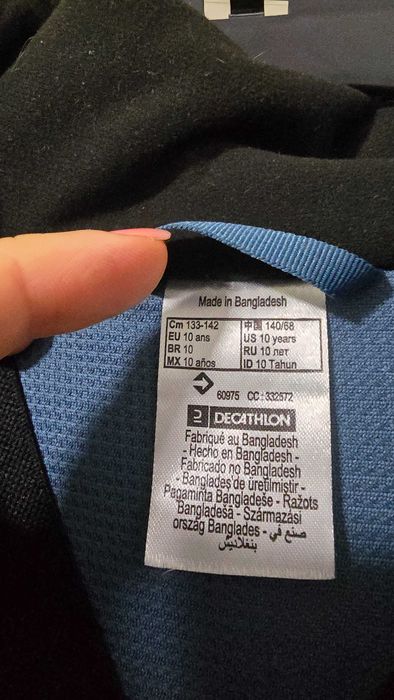 Made in Bangladesh
Cm 133-142 中国 140/68
EU 10 ans US 10 years
BR 10 RU 10 лет
MX 10 años ID 10 Tahun
60975 CC : 332572
DECATHLON
Fabriqué au Bangladesh
- Hecho en Bangladesh -
Fabricado no Bangladesh
- Bangladeş de üretilmiştir -
Pagaminta Bangladeše - Ražots
Bangladešā - Származási
ország Banglades - صنع في
بنغلاديش